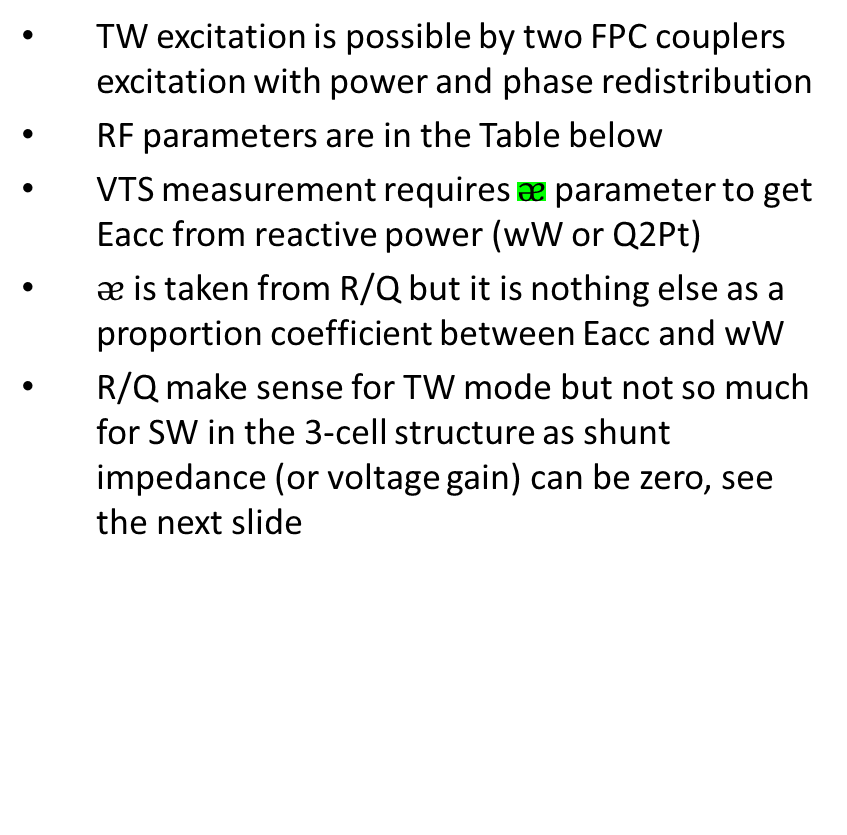 • TW excitation is possible by two FPC couplers
excitation with power and phase redistribution
• RF parameters are in the Table below
• VTS measurement requires æ parameter to get
Eacc from reactive power (wW or Q2Pt)
• æ is taken from R/Q but it is nothing else as a
proportion coefficient between Eacc and wW
• R/Q make sense for TW mode but not so much
for SW in the 3-cell structure as shunt
impedance (or voltage gain) can be zero, see
the next slide